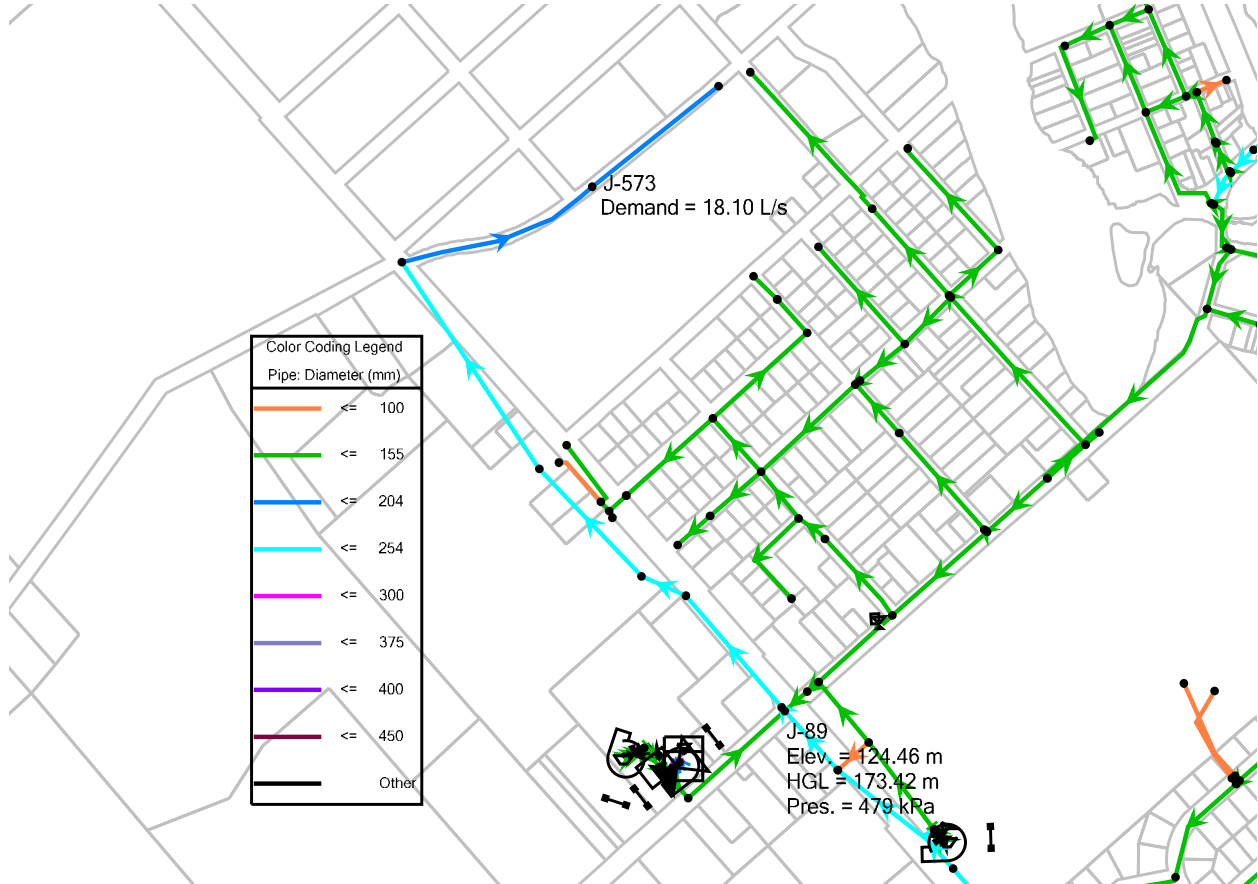 J-573
Demand = 18.10 L/s
Color Coding Legend
Pipe: Diameter (mm)
<= 100
<= 155
<= 204
<= 254
<= 300
<= 375
<= 400
<= 450
Other
J-89
Elev. = 124.46 m
HGL = 173.42 m
Pres. = 479 kPa